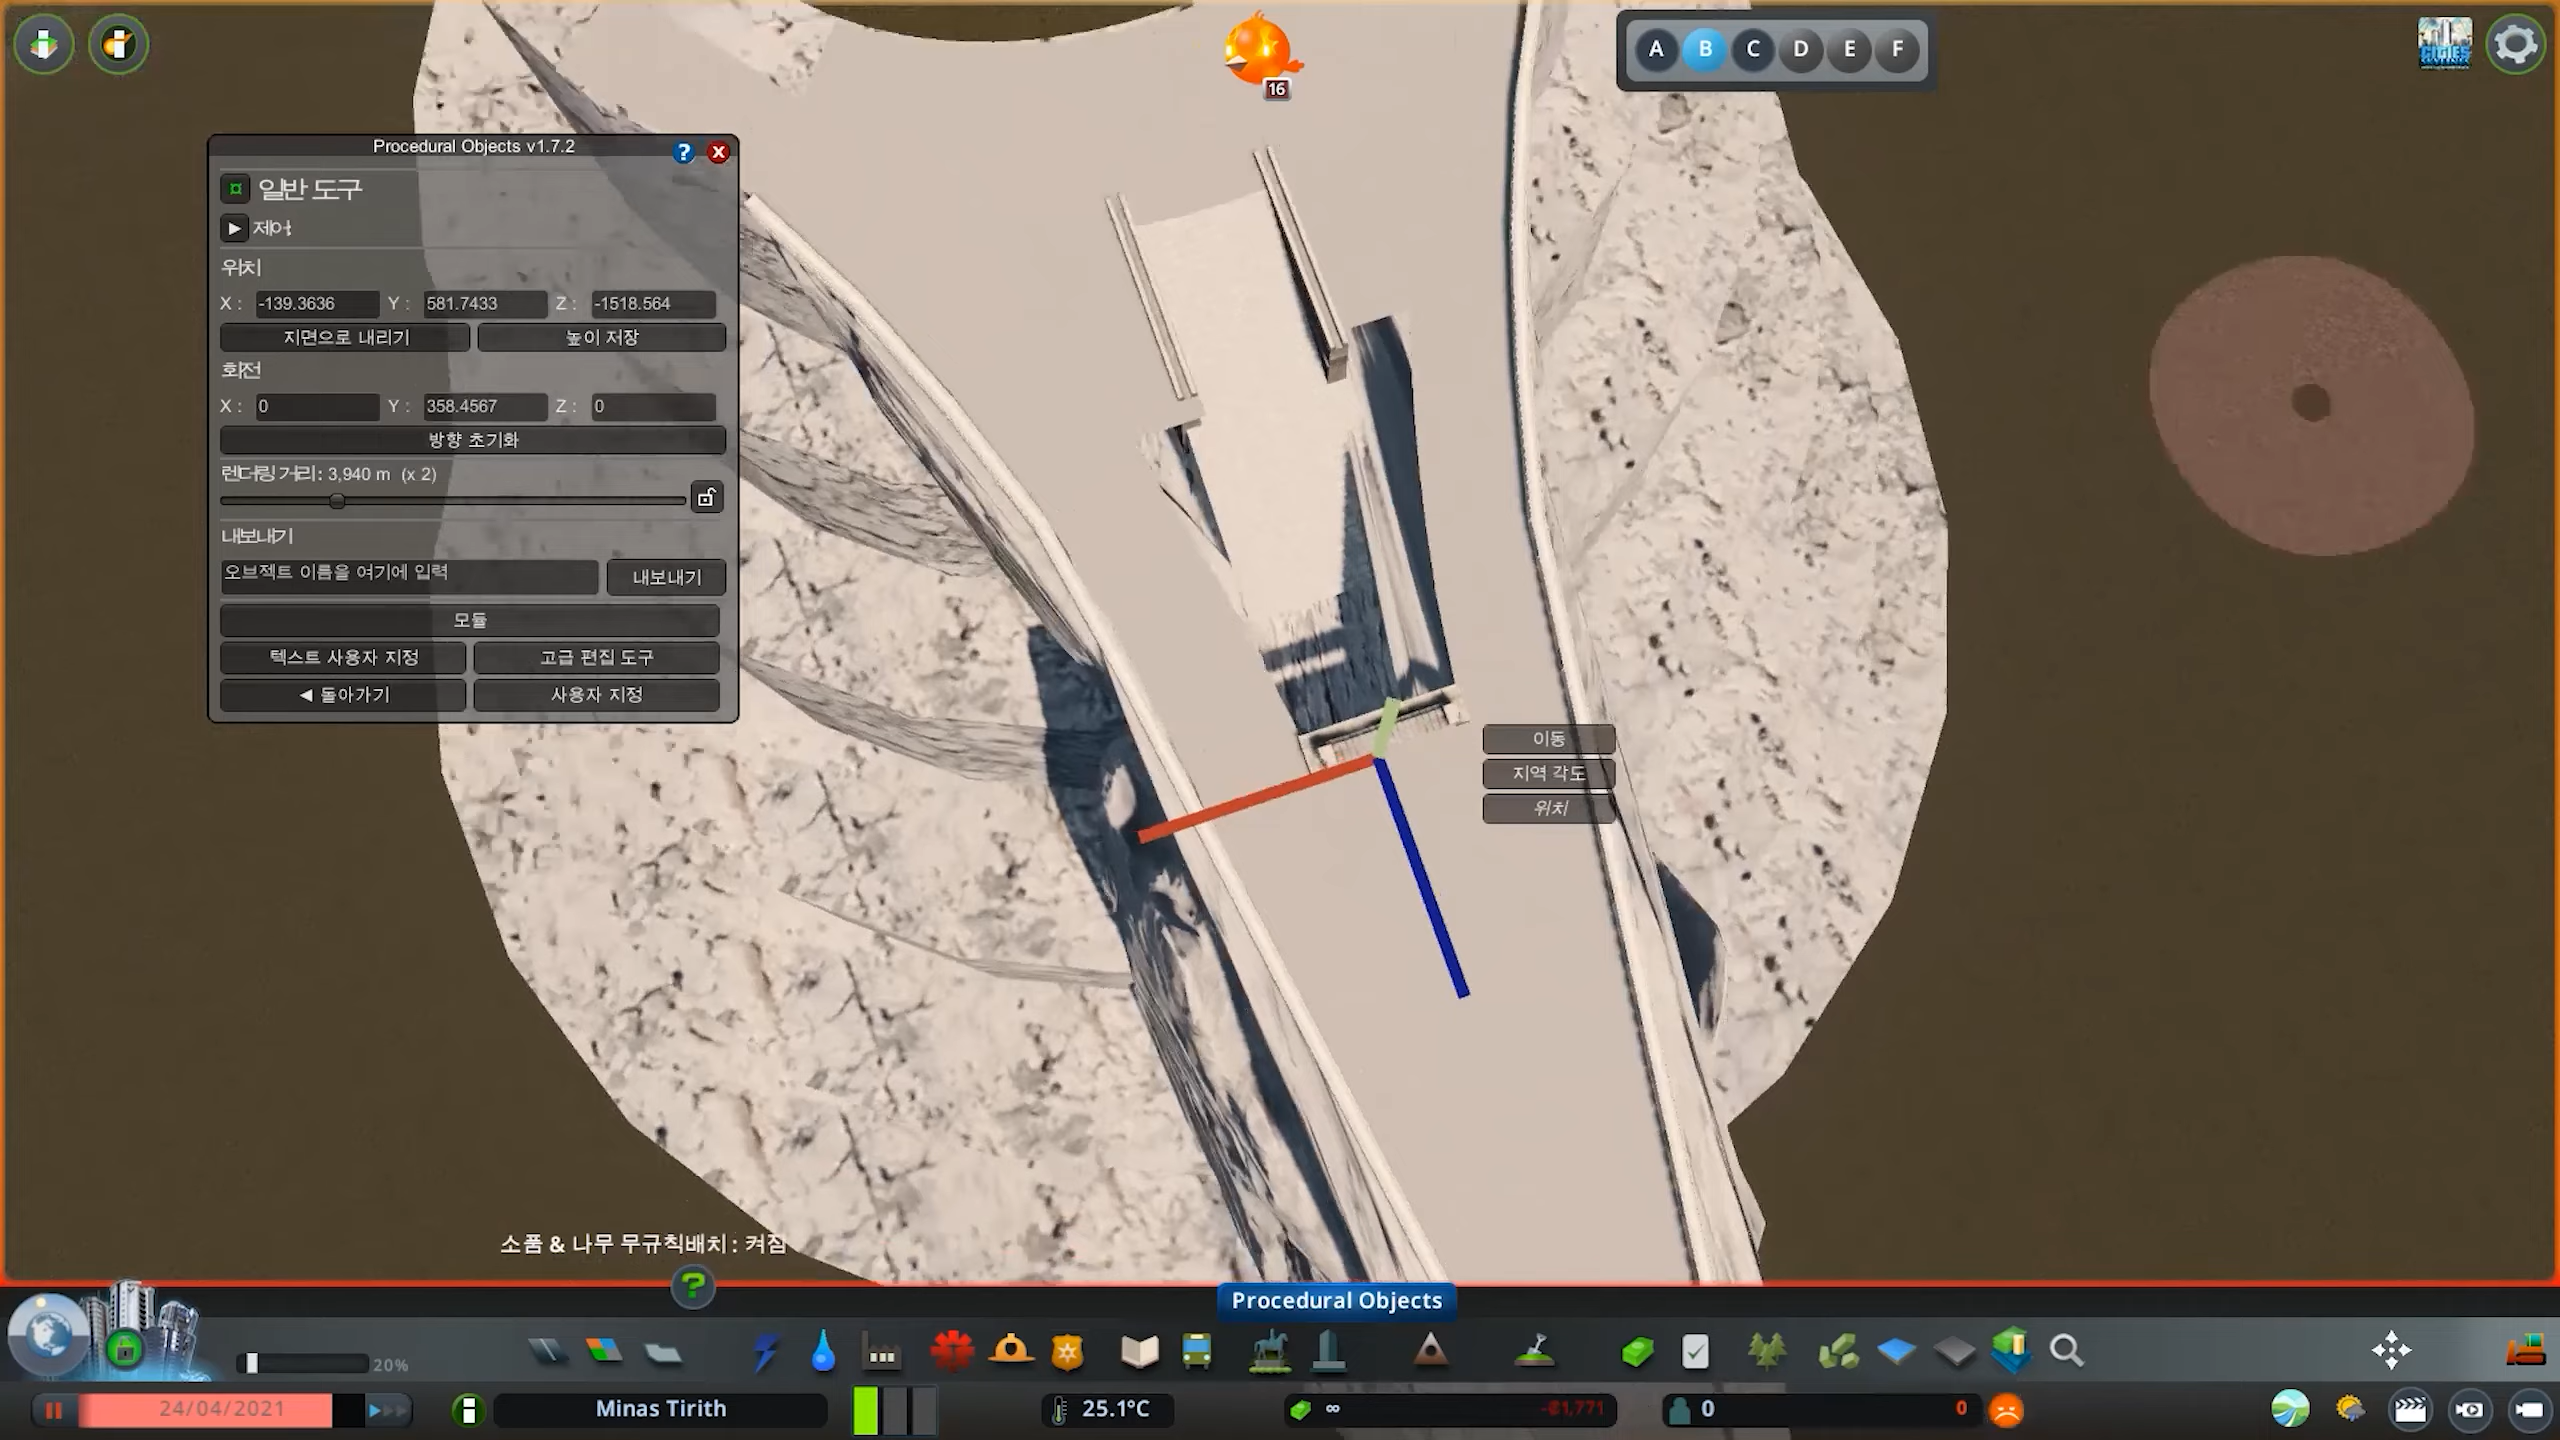 16
A B C D E F
CITIES
Procedural Objects v1.7.2
일반 도구
제어
위치
X : -139.3636 Y : 581.7433 Z : -1518.564
지면으로 내리기 높이 저장
회전
X : 0 Y : 358.4567 Z : 0
방향 초기화
렌더링 거리 : 3,940 m (x 2)
내보내기
오브젝트 이름을 여기에 입력 내보내기
모듈
텍스트 사용자 지정 고급 편집 도구
◀ 돌아가기 사용자 지정
이동
지역 각도
위치
소품 & 나무 무규칙배치 : 켜짐
Procedural Objects
20%
24/04/2021 Minas Tirith 25.1°C ∞ -₡1,771 0 0